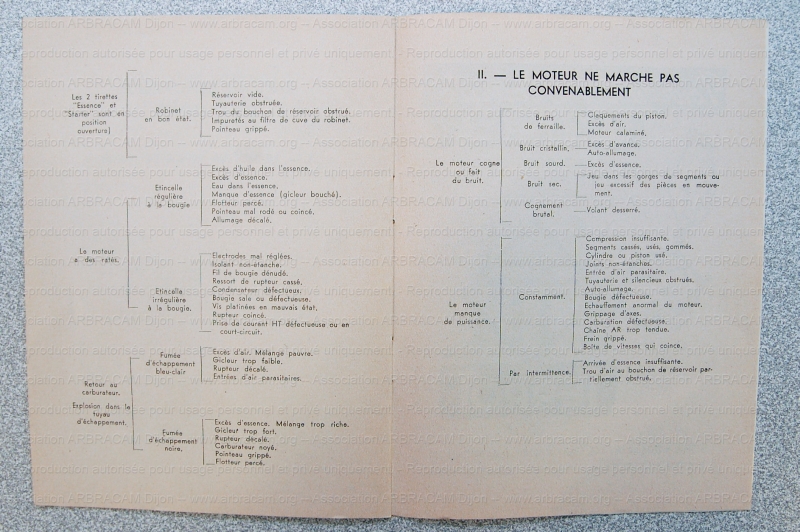 Les 2 tirettes
"Essence" et
"Starter" sont en
position
ouverture)
Robinet
en bon état.
Réservoir vide.
Tuyauterie obstruée.
Trou du bouchon de réservoir obstrué.
Impuretés au filtre de cuve du robinet.
Pointeau grippé.
Le moteur
a des ratés.
Etincelle
régulière
à la bougie
Excès d'huile dans l'essence.
Excès d'essence.
Eau dans l'essence.
Manque d'essence (gicleur bouché).
Flotteur percé.
Pointeau mal rodé ou coincé.
Allumage décalé.
Etincelle
irrégulière
à la bougie.
Electrodes mal réglées.
Isolant non-étanche.
Fil de bougie dénudé.
Ressort de rupteur cassé.
Condensateur défectueux.
Bougie sale ou défectueuse.
Vis platinées en mauvais état.
Rupteur coincé.
Prise de courant HT défectueuse ou en
court-circuit.
Retour au
carburateur.
Explosion dans le
tuyau
d'échappement.
Fumée
d'échappement
bleu-clair
Excès d'air. Mélange pauvre.
Gicleur trop faible.
Rupteur décalé.
Entrées d'air parasitaires.
Fumée
d'échappement
noire.
Excès d'essence. Mélange trop riche.
Gicleur trop fort.
Rupteur décalé.
Carburateur noyé.
Pointeau grippé.
Flotteur percé.
II. — LE MOTEUR NE MARCHE PAS
CONVENABLEMENT
Le moteur cogne
ou fait
du bruit.
Bruits
de ferraille.
Claquements du piston.
Excès d'air.
Moteur calaminé.
Bruit cristallin.
Excès d'avance.
Auto-allumage.
Bruit sourd.
Excès d'essence.
Bruit sec.
Jeu dans les gorges de segments ou
jeu excessif des pièces en mouve-
ment.
Cognement
brutal.
Volant desserré.
Le moteur
manque
de puissance.
Constamment.
Compression insuffisante.
Segments cassés, usés, gommés.
Cylindre ou piston usé.
Joints non-étanches.
Entrée d'air parasitaire.
Tuyauterie et silencieux obstrués.
Auto-allumage.
Bougie défectueuse.
Echauffement anormal du moteur.
Grippage d'axes.
Carburation défectueuse.
Chaîne AR trop tendue.
Frein grippé.
Boîte de vitesses qui coince.
Par intermittence.
Arrivée d'essence insuffisante.
Trou d'air au bouchon de réservoir par-
tiellement obstrué.